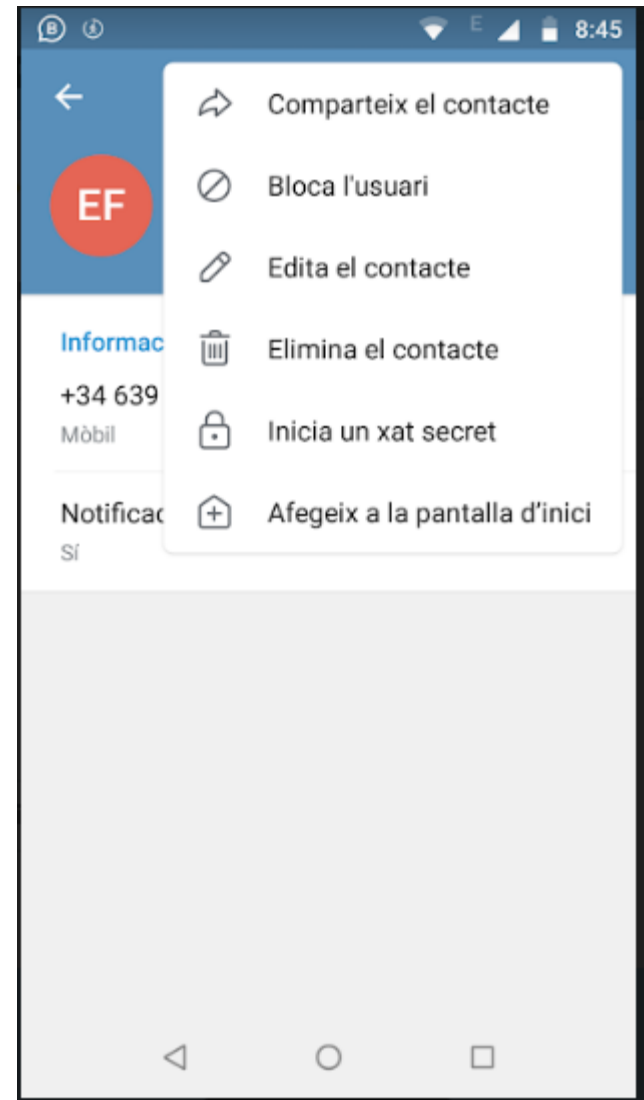 E 8:45
Comparteix el contacte
EF
Bloca l'usuari
Edita el contacte
Informac
Elimina el contacte
+34 639
Mòbil
Inicia un xat secret
Notificac
Afegeix a la pantalla d’inici
Sí